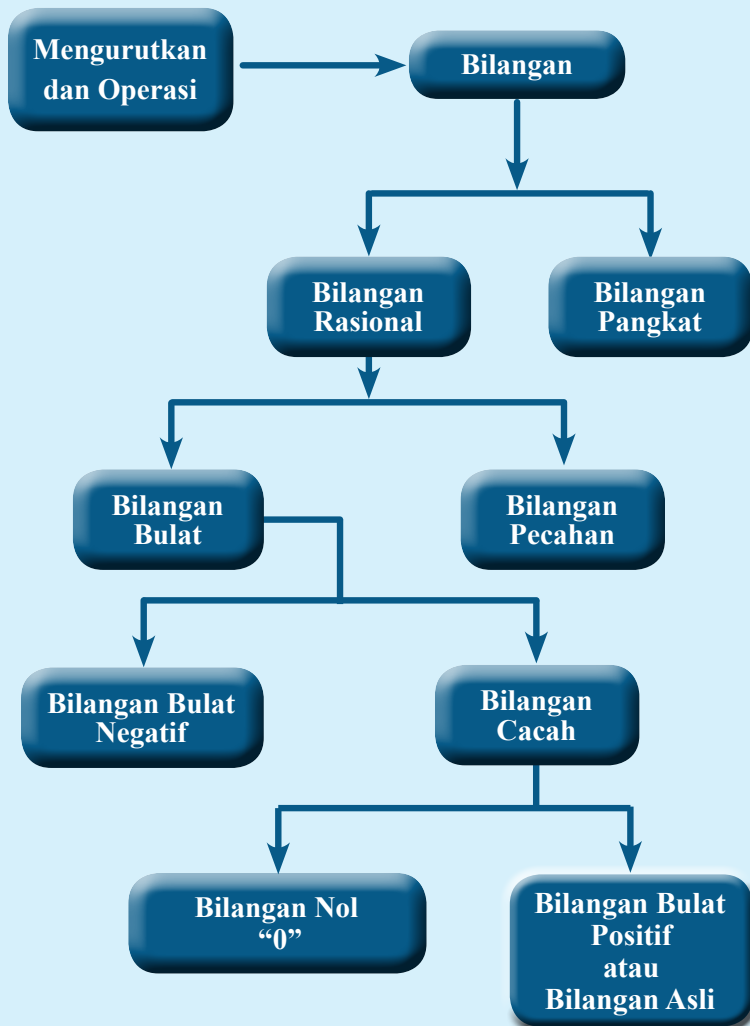 Mengurutkan
dan Operasi
Bilangan
Bilangan
Rasional
Bilangan
Pangkat
Bilangan
Bulat
Bilangan
Pecahan
Bilangan Bulat
Negatif
Bilangan
Cacah
Bilangan Nol
“0”
Bilangan Bulat
Positif
atau
Bilangan Asli